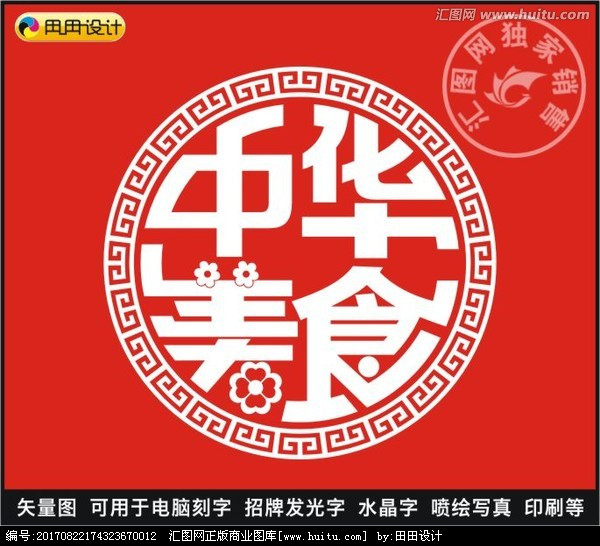 田田设计
汇图网 www.huitu.com
汇图网独家销售
中华
美食
矢量图 可用于电脑刻字 招牌发光字 水晶字 喷绘写真 印刷等
编号:20170822174323670012 汇图网正版商业图库[www.huitu.com] by:田田设计